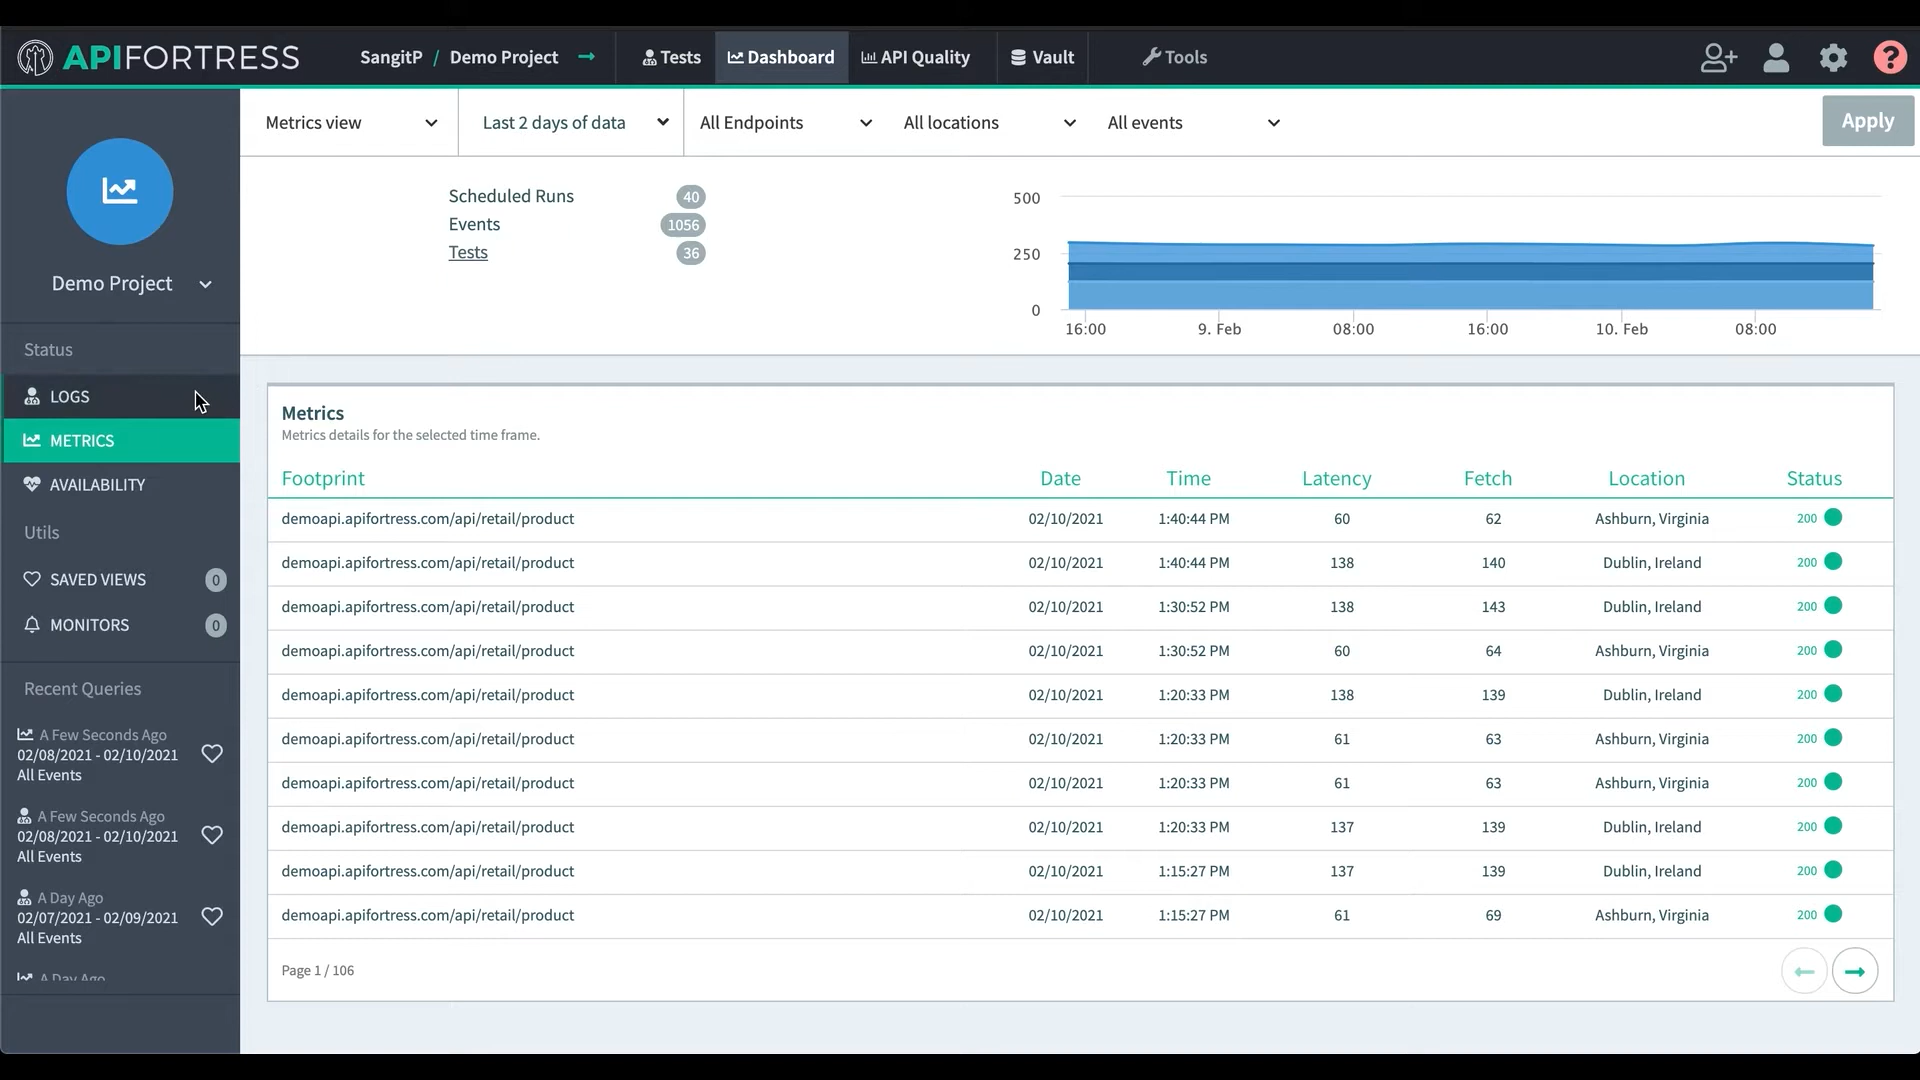 APIFORTRESS SangitP / Demo Project → Tests Dashboard API Quality Vault Tools ?
Metrics view Last 2 days of data All Endpoints All locations All events Apply
Demo Project
Status
LOGS
METRICS
AVAILABILITY
Utils
SAVED VIEWS 0
MONITORS 0
Recent Queries
A Few Seconds Ago
02/08/2021 - 02/10/2021
All Events
A Few Seconds Ago
02/08/2021 - 02/10/2021
All Events
A Day Ago
02/07/2021 - 02/09/2021
All Events
A Day Ago
Scheduled Runs 40
Events 1056
Tests 36
500
250
0
16:00 9. Feb 08:00 16:00 10. Feb 08:00
Metrics
Metrics details for the selected time frame.
Footprint Date Time Latency Fetch Location Status
demoapi.apifortress.com/api/retail/product 02/10/2021 1:40:44 PM 60 62 Ashburn, Virginia 200
demoapi.apifortress.com/api/retail/product 02/10/2021 1:40:44 PM 138 140 Dublin, Ireland 200
demoapi.apifortress.com/api/retail/product 02/10/2021 1:30:52 PM 138 143 Dublin, Ireland 200
demoapi.apifortress.com/api/retail/product 02/10/2021 1:30:52 PM 60 64 Ashburn, Virginia 200
demoapi.apifortress.com/api/retail/product 02/10/2021 1:20:33 PM 138 139 Dublin, Ireland 200
demoapi.apifortress.com/api/retail/product 02/10/2021 1:20:33 PM 61 63 Ashburn, Virginia 200
demoapi.apifortress.com/api/retail/product 02/10/2021 1:20:33 PM 61 63 Ashburn, Virginia 200
demoapi.apifortress.com/api/retail/product 02/10/2021 1:20:33 PM 137 139 Dublin, Ireland 200
demoapi.apifortress.com/api/retail/product 02/10/2021 1:15:27 PM 137 139 Dublin, Ireland 200
demoapi.apifortress.com/api/retail/product 02/10/2021 1:15:27 PM 61 69 Ashburn, Virginia 200
Page 1 / 106 ← →